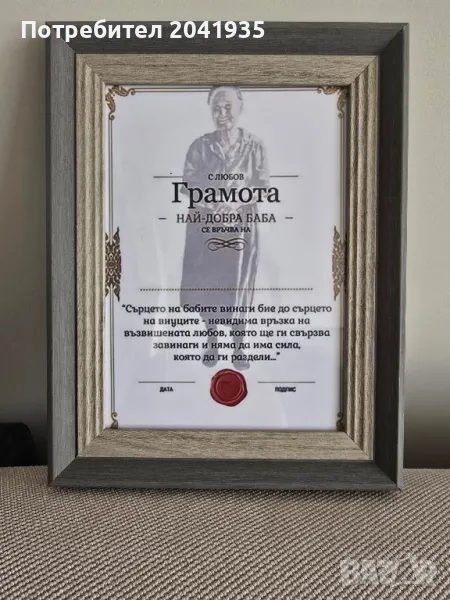 Потребител 2041935
С ЛЮБОВ
Грамота
– НАЙ-ДОБРА БАБА –
СЕ ВРЪЧВА НА
"Сърцето на бабите винаги бие до сърцето
на внуците - невидима връзка на
възвишената любов, която ще ги свързва
завинаги и няма да има сила,
която да ги раздели..."
ДАТА
ПОДПИС
BAZAR